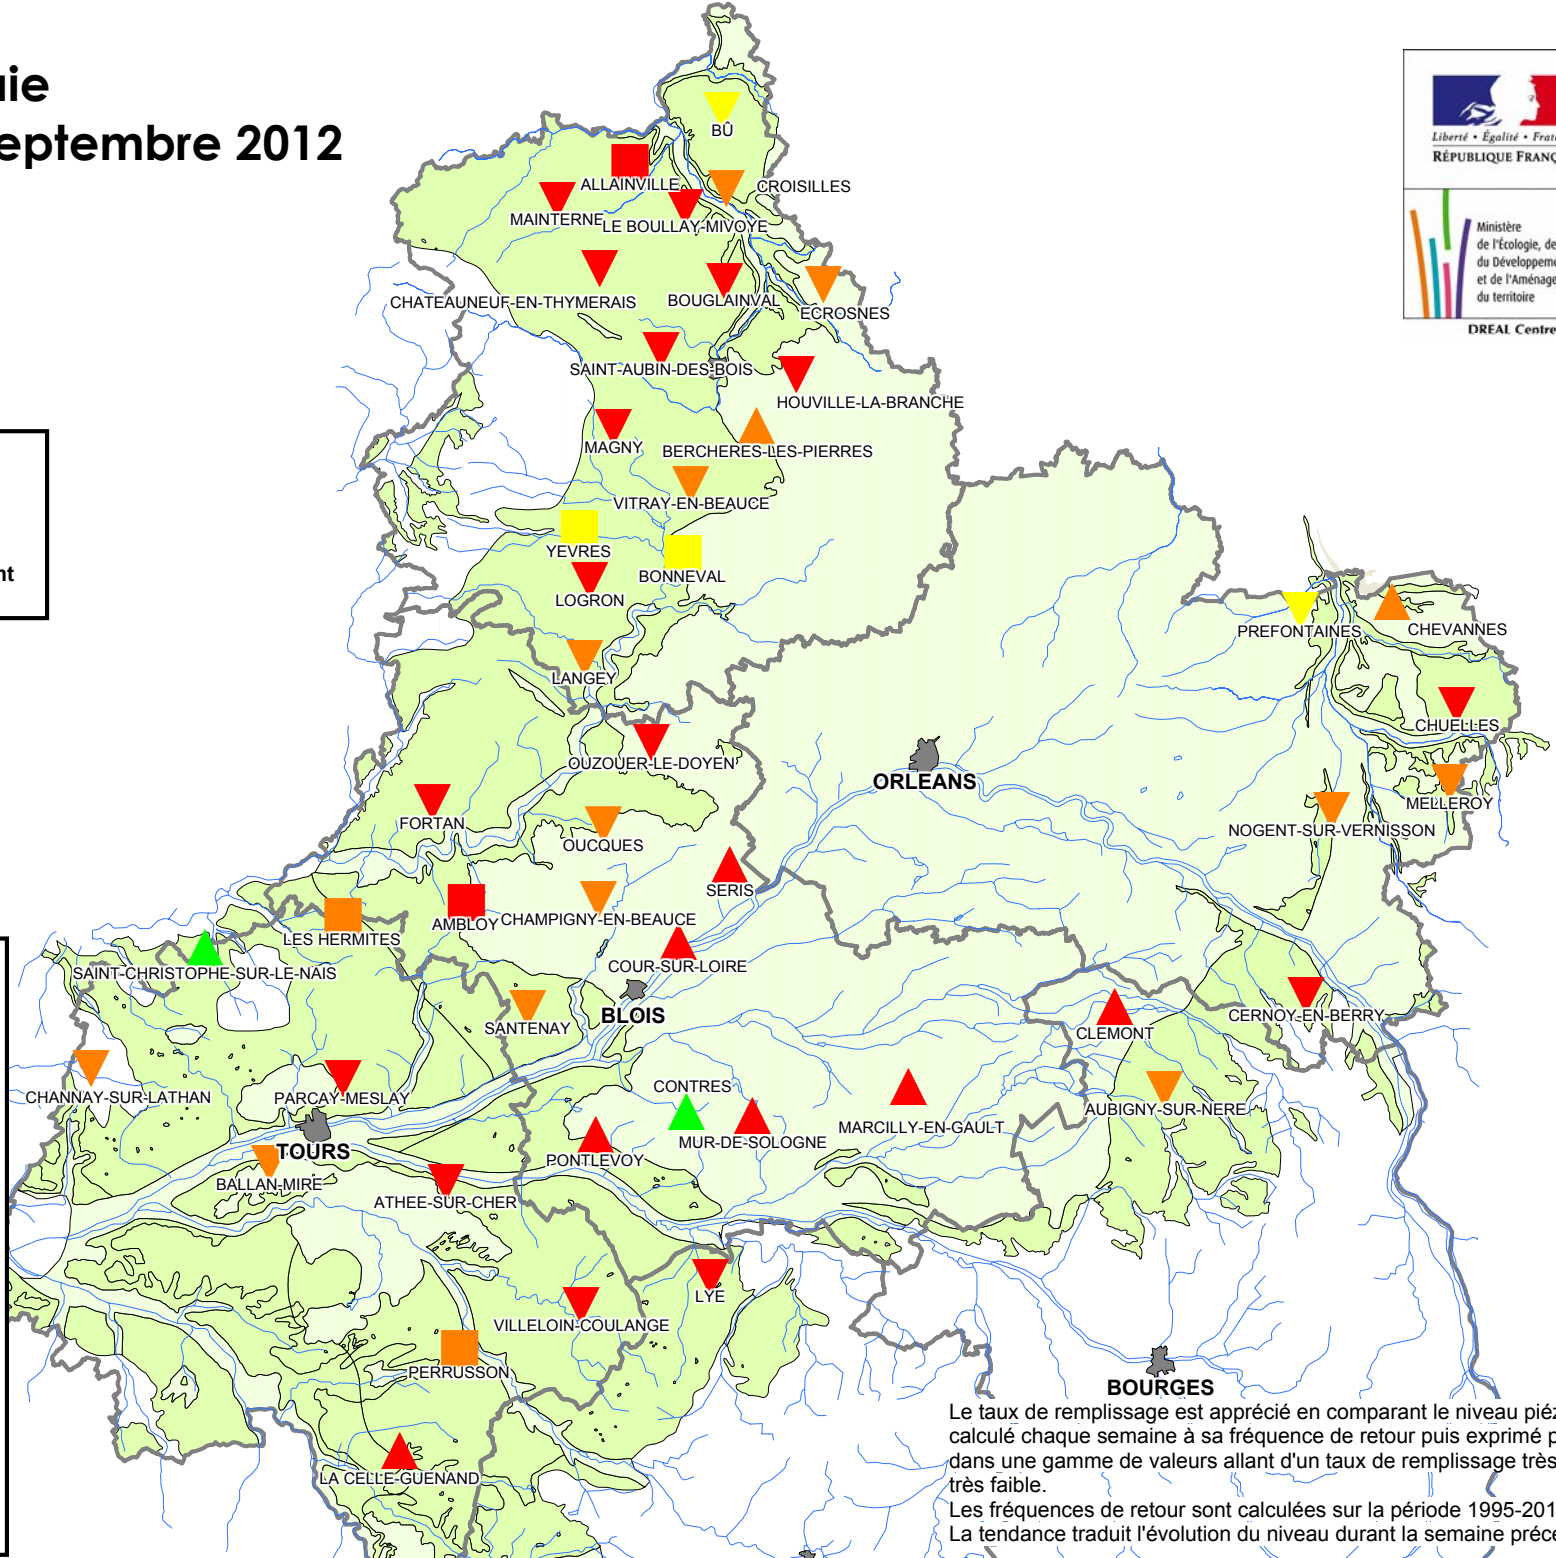 eptembre 2012
BÛ
ALLAINVILLE
CROISILLES
MAINTERNE
LE BOULLAY-MIVOYE
CHATEAUNEUF-EN-THYMERAIS
BOUGLAINVAL
ECROSNES
SAINT-AUBIN-DES-BOIS
HOUVILLE-LA-BRANCHE
MAGNY
BERCHERES-LES-PIERRES
VITRAY-EN-BEAUCE
YEVRES
BONNEVAL
LOGRON
PREFONTAINES
CHEVANNES
LANGEY
CHUELLES
OUZOUER-LE-DOYEN
ORLEANS
MELLEROY
FORTAN
NOGENT-SUR-VERNISSON
OUCQUES
SERIS
AMBLOY
CHAMPIGNY-EN-BEAUCE
LES HERMITES
COUR-SUR-LOIRE
SAINT-CHRISTOPHE-SUR-LE-NAIS
SANTENAY
BLOIS
CERNOY-EN-BERRY
CLEMONT
CHANNAY-SUR-LATHAN
PARCAY-MESLAY
CONTRES
AUBIGNY-SUR-NERE
MARCILLY-EN-GAULT
MUR-DE-SOLOGNE
TOURS
PONTLEVOY
BALLAN-MIRE
ATHEE-SUR-CHER
LYE
VILLELOIN-COULANGE
PERRUSSON
BOURGES
LA CELLE-GUENAND
Liberté • Égalité • Frat
RÉPUBLIQUE FRANÇ
Ministère
de l'Écologie, de
du Développeme
et de l'Aménage
du territoire
DREAL Centre
Le taux de remplissage est apprécié en comparant le niveau piéz
calculé chaque semaine à sa fréquence de retour puis exprimé p
dans une gamme de valeurs allant d'un taux de remplissage très
très faible.
Les fréquences de retour sont calculées sur la période 1995-201
La tendance traduit l'évolution du niveau durant la semaine préce